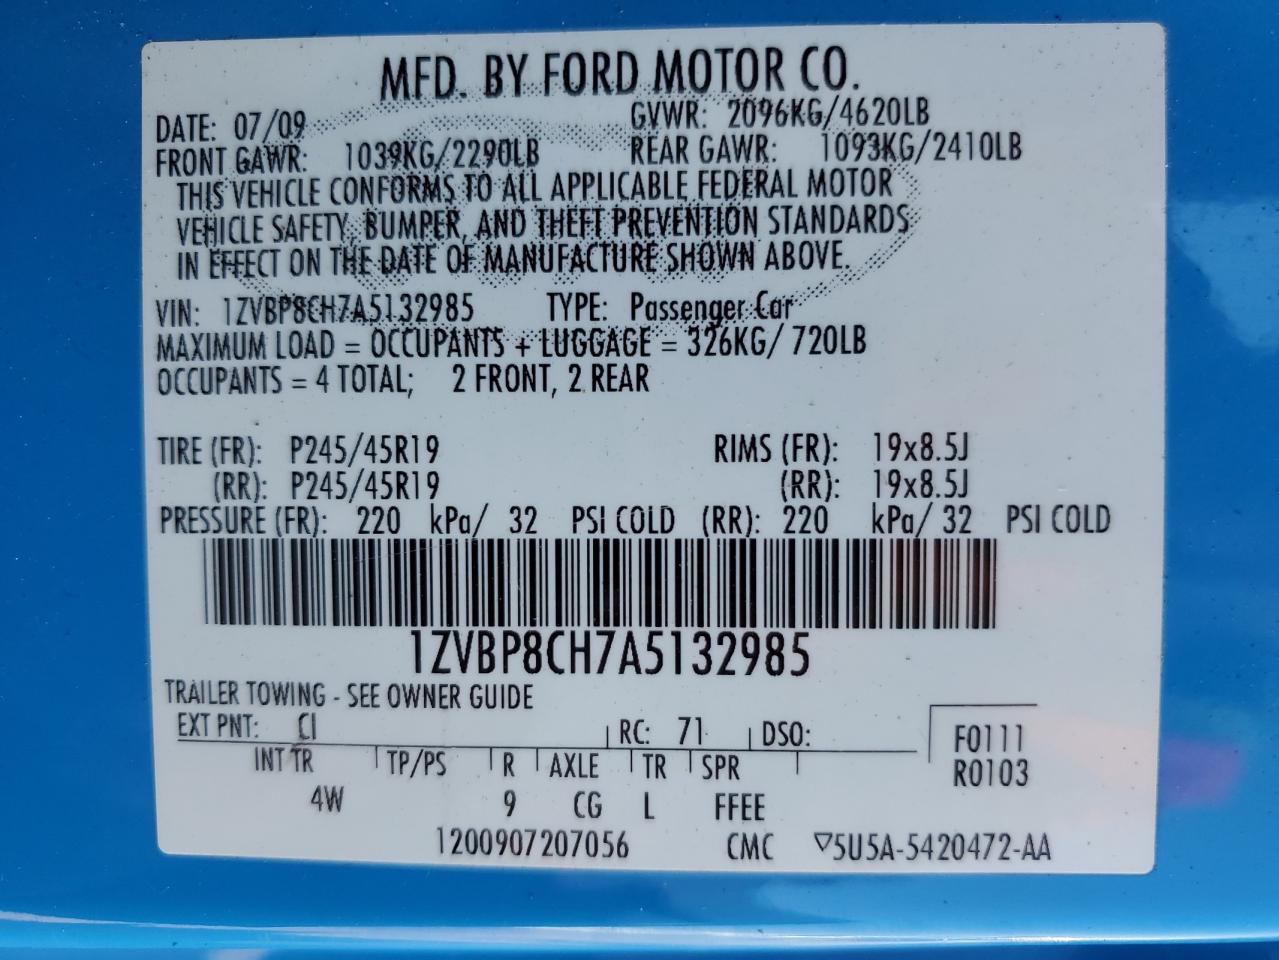 MFD. BY FORD MOTOR CO.
DATE: 07/09 GVWR: 2096KG/4620LB
FRONT GAWR: 1039KG/2290LB REAR GAWR: 1093KG/2410LB
THIS VEHICLE CONFORMS TO ALL APPLICABLE FEDERAL MOTOR
VEHICLE SAFETY, BUMPER, AND THEFT PREVENTION STANDARDS
IN EFFECT ON THE DATE OF MANUFACTURE SHOWN ABOVE.
VIN: 1ZVBP8CH7A5132985 TYPE: Passenger Car
MAXIMUM LOAD = OCCUPANTS + LUGGAGE = 326KG/ 720LB
OCCUPANTS = 4 TOTAL; 2 FRONT, 2 REAR
TIRE (FR): P245/45R19 RIMS (FR): 19x8.5J
(RR): P245/45R19 (RR): 19x8.5J
PRESSURE (FR): 220 kPa/ 32 PSI COLD (RR): 220 kPa/ 32 PSI COLD
1ZVBP8CH7A5132985
TRAILER TOWING - SEE OWNER GUIDE
EXT PNT: CI RC: 71 DSO: F0111
INT TR TP/PS R AXLE TR SPR R0103
4W 9 CG L FFEE
1200907207056 CMC ▽5U5A-5420472-AA